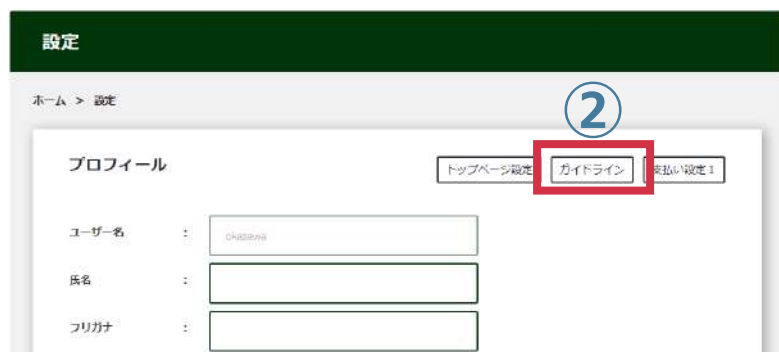 設定
ホーム > 設定
②
プロフィール
トップページ設定 ガイドライン 支払い設定1
ユーザー名 : okazawa
氏名 :
フリガナ :